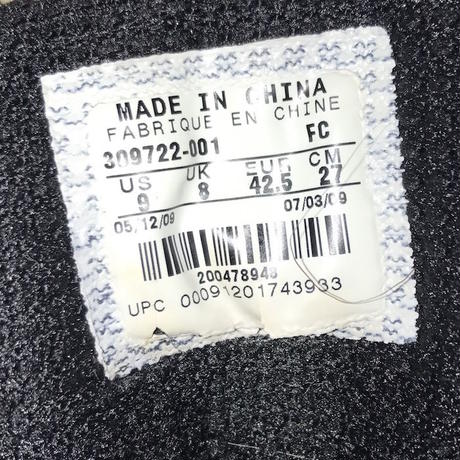 MADE IN CHINA
FABRIQUE EN CHINE
309722-001 FC
US UK EUR CM
9 8 42.5 27
05/12/09 07/03/09
200478948
UPC 00091201743933